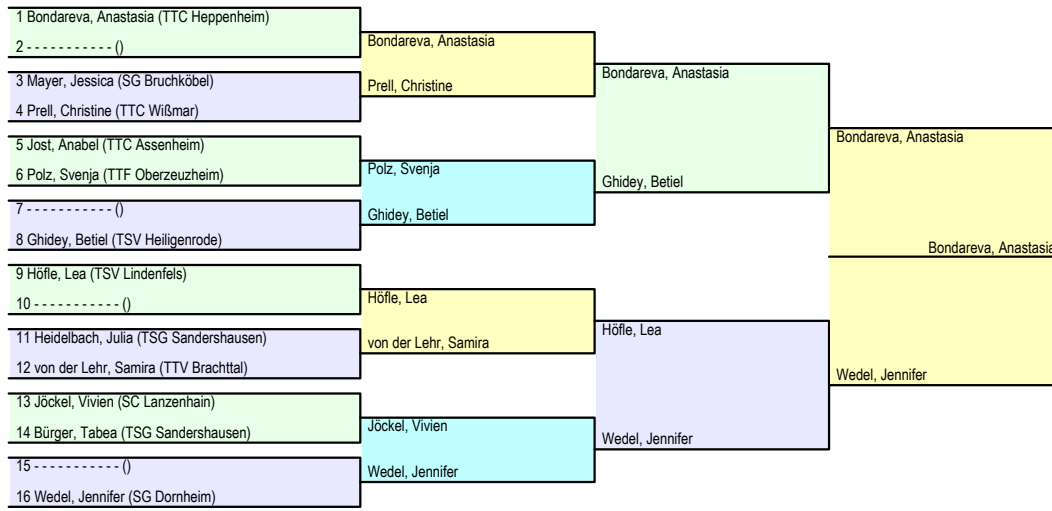 1 Bondareva, Anastasia (TTC Heppenheim)
2 - - - - - - - - - - - ()
3 Mayer, Jessica (SG Bruchköbel)
4 Prell, Christine (TTC Wißmar)
5 Jost, Anabel (TTC Assenheim)
6 Polz, Svenja (TTF Oberzeuzheim)
7 - - - - - - - - - - - ()
8 Ghidey, Betiel (TSV Heiligenrode)
9 Höfle, Lea (TSV Lindenfels)
10 - - - - - - - - - - - ()
11 Heidelbach, Julia (TSG Sandershausen)
12 von der Lehr, Samira (TTV Brachttal)
13 Jöckel, Vivien (SC Lanzenhain)
14 Bürger, Tabea (TSG Sandershausen)
15 - - - - - - - - - - - ()
16 Wedel, Jennifer (SG Dornheim)
Bondareva, Anastasia
Prell, Christine
Polz, Svenja
Ghidey, Betiel
Höfle, Lea
von der Lehr, Samira
Jöckel, Vivien
Wedel, Jennifer
Bondareva, Anastasia
Ghidey, Betiel
Höfle, Lea
Wedel, Jennifer
Bondareva, Anastasia
Wedel, Jennifer
Bondareva, Anastasia